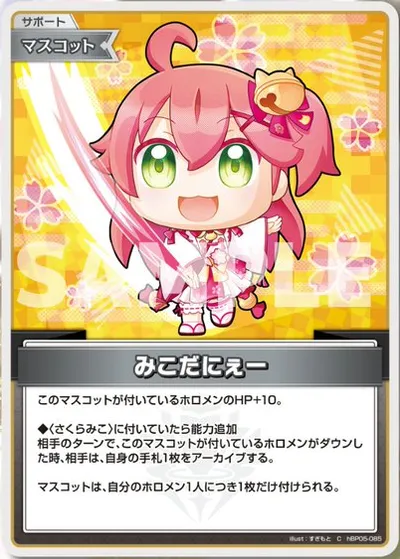 サポート
マスコット
SAMPLE
みこだにぇー
このマスコットが付いているホロメンのHP+10。
◆〈さくらみこ〉に付いていたら能力追加
相手のターンで、このマスコットが付いているホロメンがダウンし
た時、相手は、自身の手札1枚をアーカイブする。
マスコットは、自分のホロメン1人につき1枚だけ付けられる。
illust：すぎもと C hBP05-085